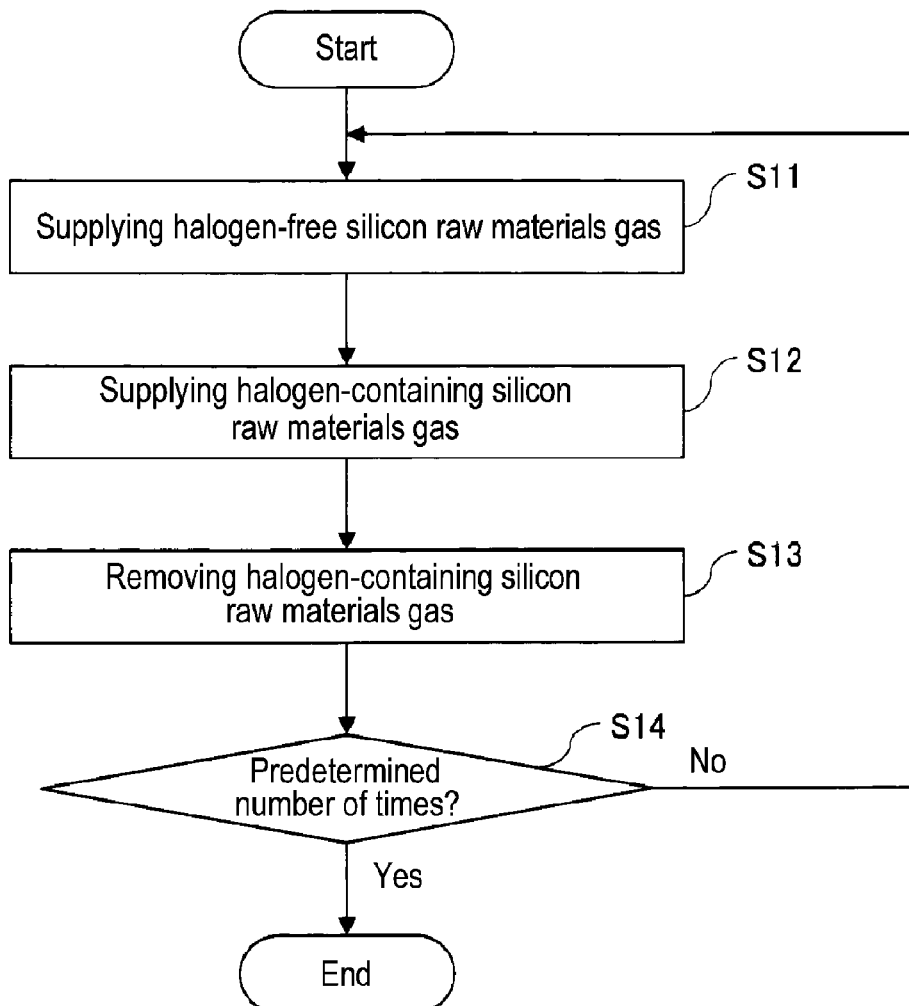 Start
S11
Supplying halogen-free silicon raw materials gas
S12
Supplying halogen-containing silicon
raw materials gas
S13
Removing halogen-containing silicon
raw materials gas
S14
Predetermined
number of times?
No
Yes
End